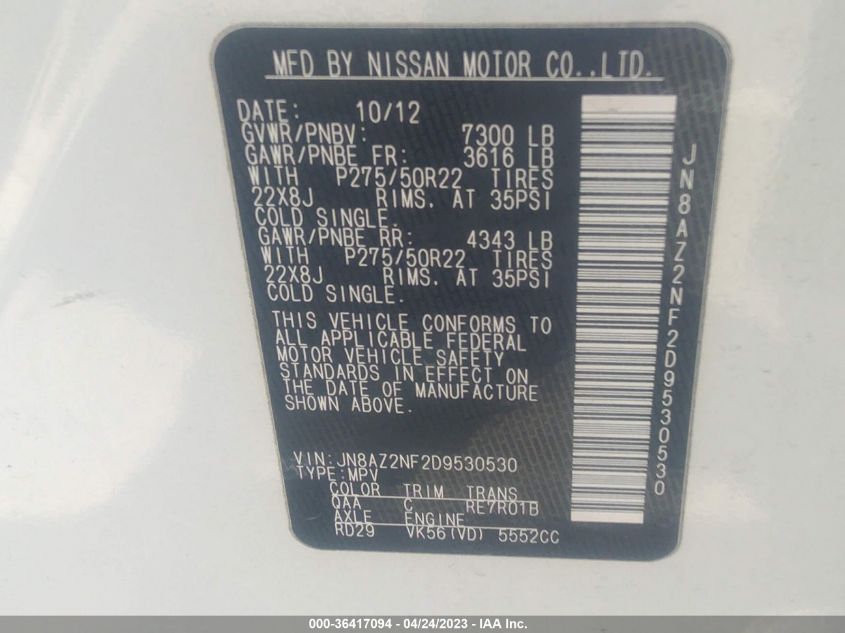 MFD BY NISSAN MOTOR CO.,LTD.
DATE: 10/12
GVWR/PNBV: 7300 LB
GAWR/PNBE FR: 3616 LB
WITH P275/50R22 TIRES
22X8J RIMS. AT 35PSI
COLD SINGLE.
GAWR/PNBE RR: 4343 LB
WITH P275/50R22 TIRES
22X8J RIMS. AT 35PSI
COLD SINGLE.
THIS VEHICLE CONFORMS TO
ALL APPLICABLE FEDERAL
MOTOR VEHICLE SAFETY
STANDARDS IN EFFECT ON
THE DATE OF MANUFACTURE
SHOWN ABOVE.
VIN:JN8AZ2NF2D9530530
TYPE:MPV
COLOR TRIM TRANS
QAA C RE7R01B
AXLE ENGINE
RD29 VK56(VD) 5552CC
JN8AZ2NF2D9530530
000-36417094 - 04/24/2023 - IAA, Inc.